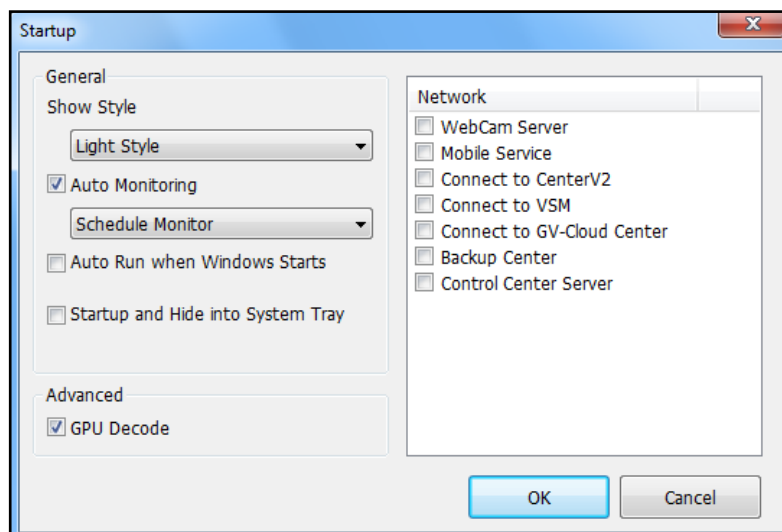 Startup
General
Show Style
Light Style
Auto Monitoring
Schedule Monitor
Auto Run when Windows Starts
Startup and Hide into System Tray
Advanced
GPU Decode
Network
WebCam Server
Mobile Service
Connect to CenterV2
Connect to VSM
Connect to GV-Cloud Center
Backup Center
Control Center Server
OK
Cancel